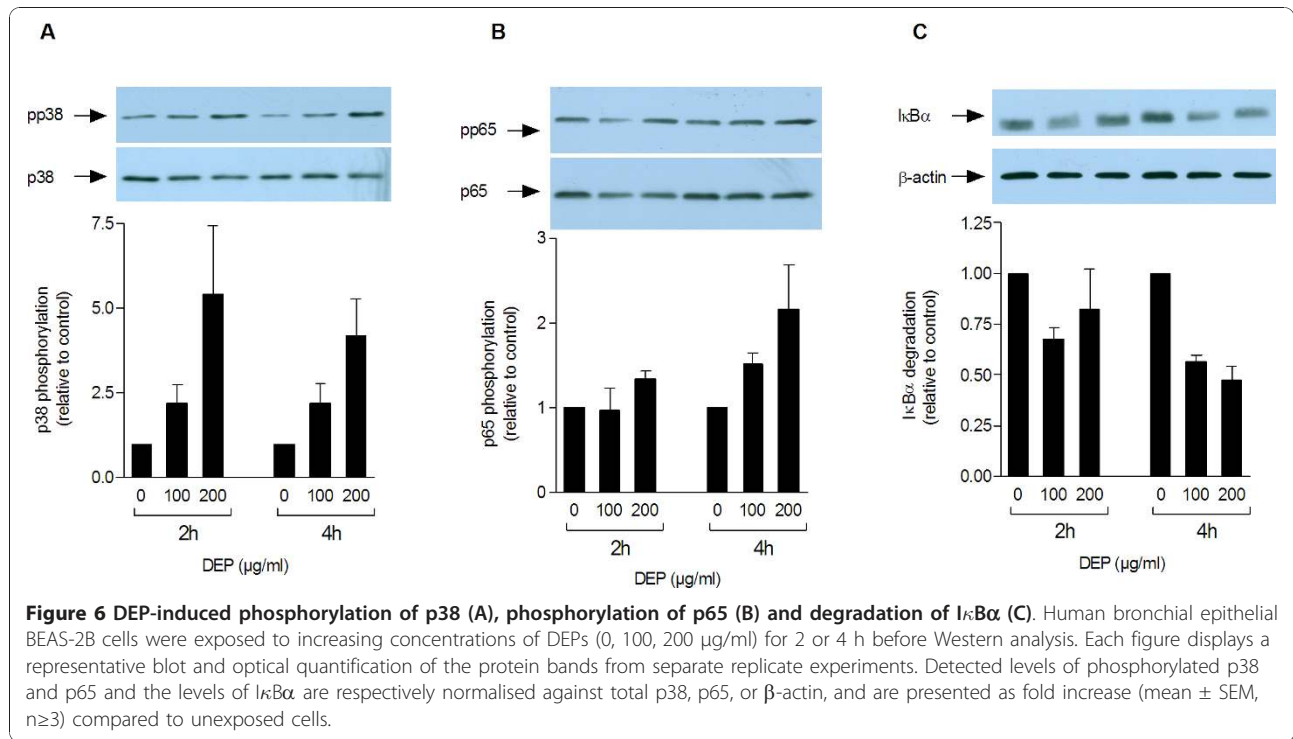 A
B
C
pp38
p38
7.5
5.0
2.5
0.0
p38 phosphorylation
(relative to control)
0 100 200 0 100 200
2h 4h
DEP (µg/ml)
pp65
p65
3
2
1
0
p65 phosphorylation
(relative to control)
0 100 200 0 100 200
2h 4h
DEP (µg/ml)
IκBα
β-actin
1.00
0.75
0.50
0.25
0.00
IκBα degradation
(relative to control)
0 100 200 0 100 200
2h 4h
DEP (µg/ml)
Figure 6 DEP-induced phosphorylation of p38 (A), phosphorylation of p65 (B) and degradation of IκBα (C). Human bronchial epithelial
BEAS-2B cells were exposed to increasing concentrations of DEPs (0, 100, 200 µg/ml) for 2 or 4 h before Western analysis. Each figure displays a
representative blot and optical quantification of the protein bands from separate replicate experiments. Detected levels of phosphorylated p38
and p65 and the levels of IκBα are respectively normalised against total p38, p65, or β-actin, and are presented as fold increase (mean ± SEM,
n≥3) compared to unexposed cells.